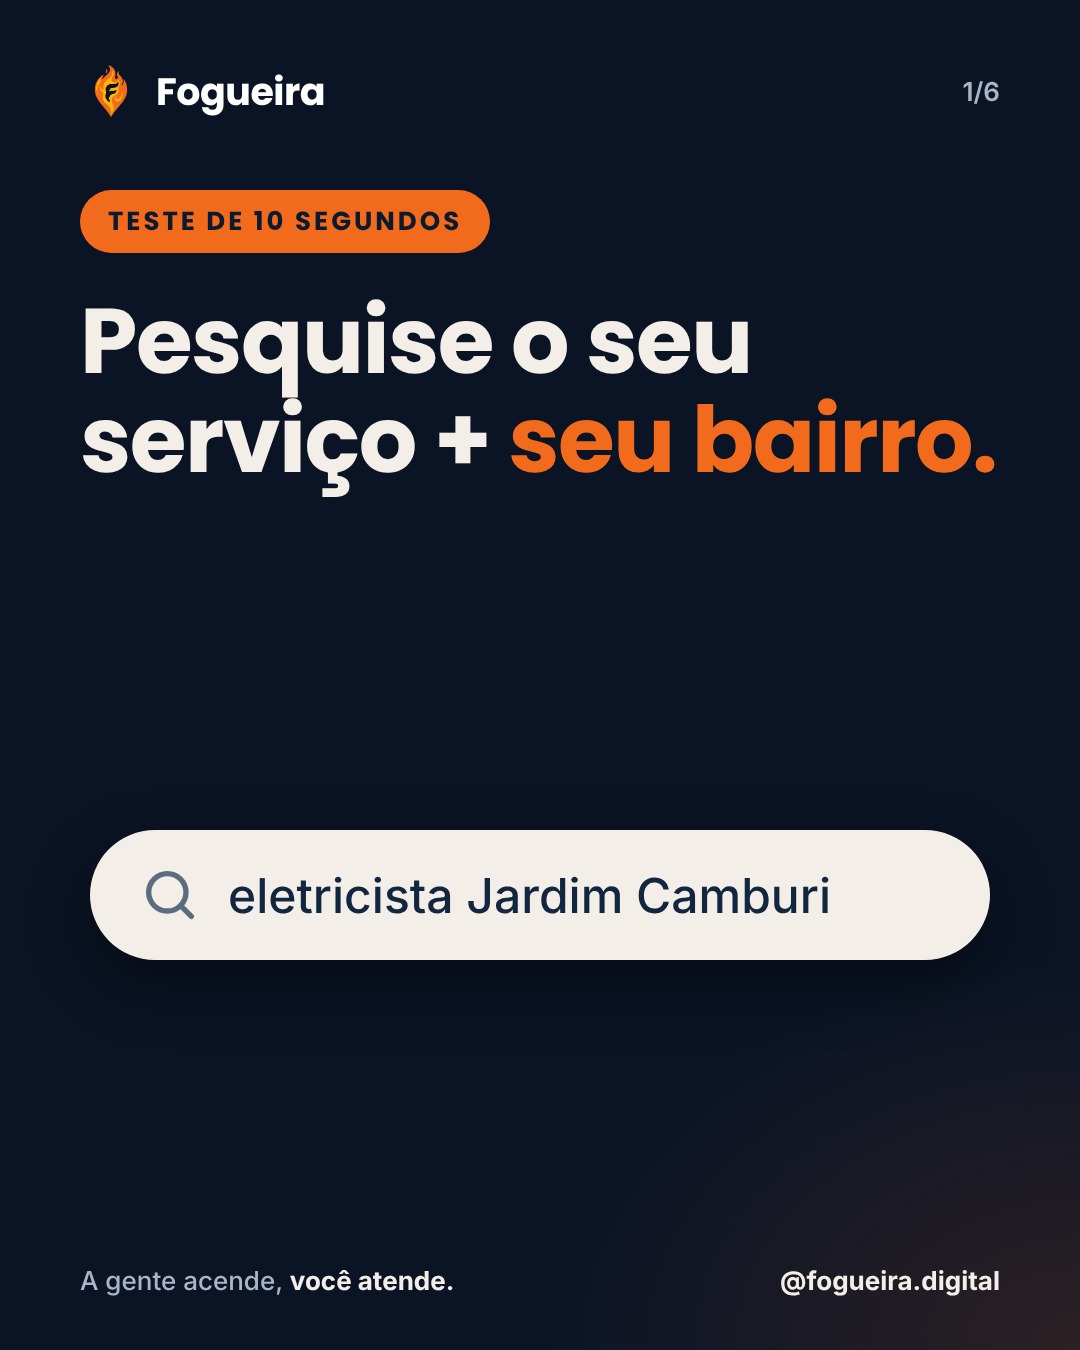 Fogueira
1/6
TESTE DE 10 SEGUNDOS
Pesquise o seu
serviço + seu bairro.
eletricista Jardim Camburi
A gente acende, você atende.
@fogueira.digital